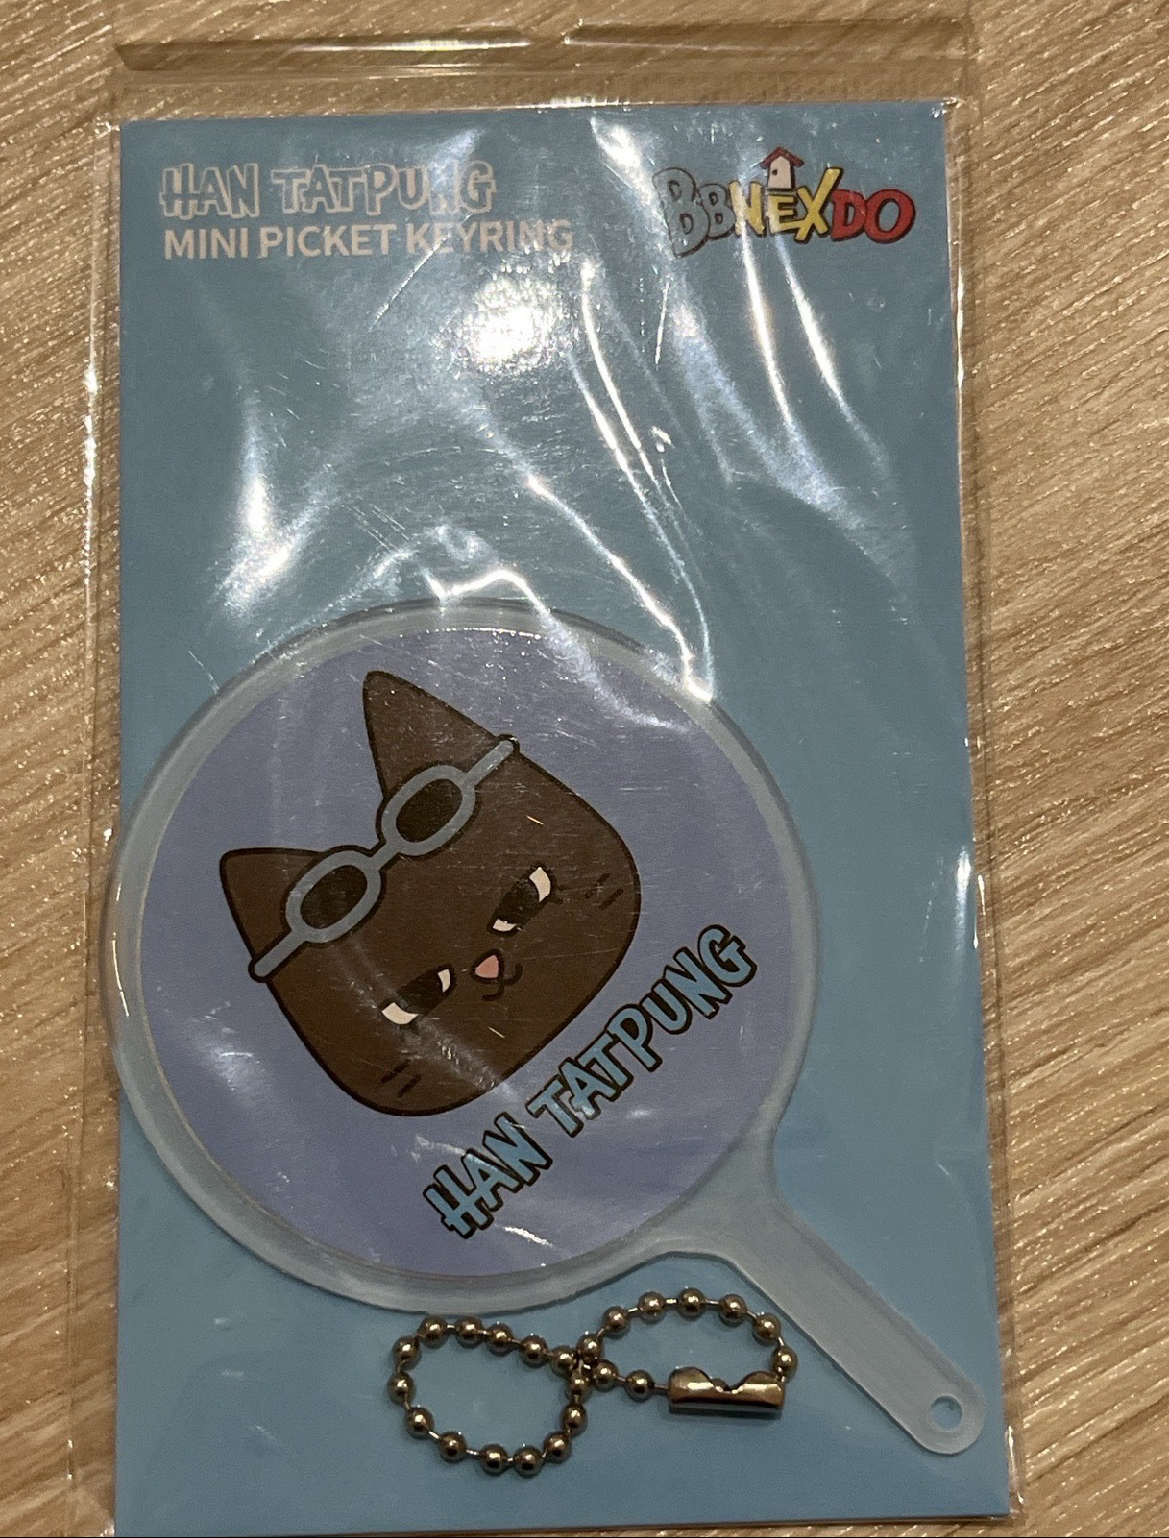 HAN TATPUNG
MINI PICKET KEYRING
BBNEXDO
HAN TATPUNG